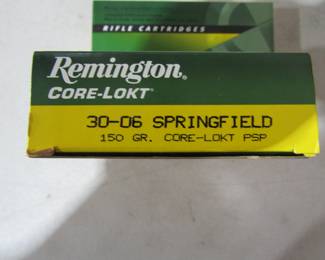 RIFLE CARTRIDGES
Remington
CORE-LOKT
30-06 SPRINGFIELD
150 GR. CORE-LOKT PSP